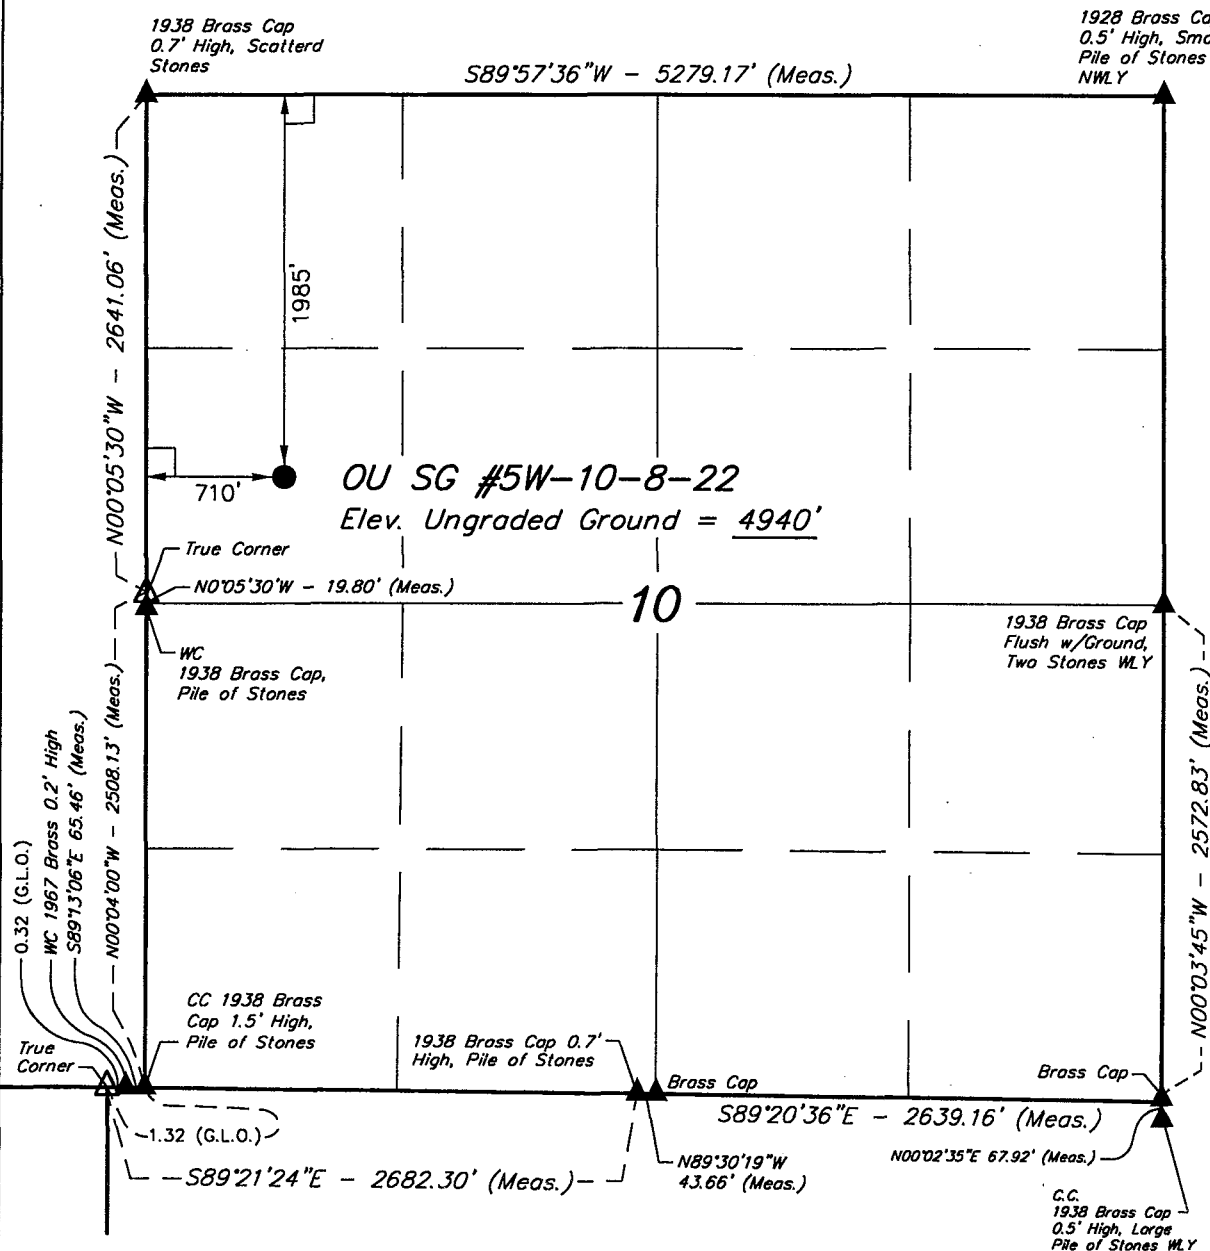 1938 Brass Cap
0.7' High, Scatterd
Stones
S89°57'36"W - 5279.17' (Meas.)
1928 Brass Ca
0.5' High, Sma
Pile of Stones
NWLY
N00°05'30"W - 2641.06' (Meas.)
1985'
710'
OU SG #5W-10-8-22
Elev. Ungraded Ground = 4940'
True Corner
N0°05'30'W - 19.80' (Meas.)
10
WC
1938 Brass Cap,
Pile of Stones
1938 Brass Cap
Flush w/Ground,
Two Stones WLY
N00°04'00"W - 2508.13' (Meas.)
N00°03'45"W - 2572.83' (Meas.)
0.32 (G.L.O.)
WC 1967 Brass 0.2' High
S89°13'06"E 65.46' (Meas.)
CC 1938 Brass
Cap 1.5' High,
Pile of Stones
True
Corner
1938 Brass Cap 0.7'
High, Pile of Stones
Brass Cap
Brass Cap
S89°20'36"E - 2639.16' (Meas.)
1.32 (G.L.O.)
S89°21'24"E - 2682.30' (Meas.)
N89°30'19"W
43.66' (Meas.)
N00°02'35"E 67.92' (Meas.)
C.C.
1938 Brass Cap
0.5' High, Large
Pile of Stones WLY